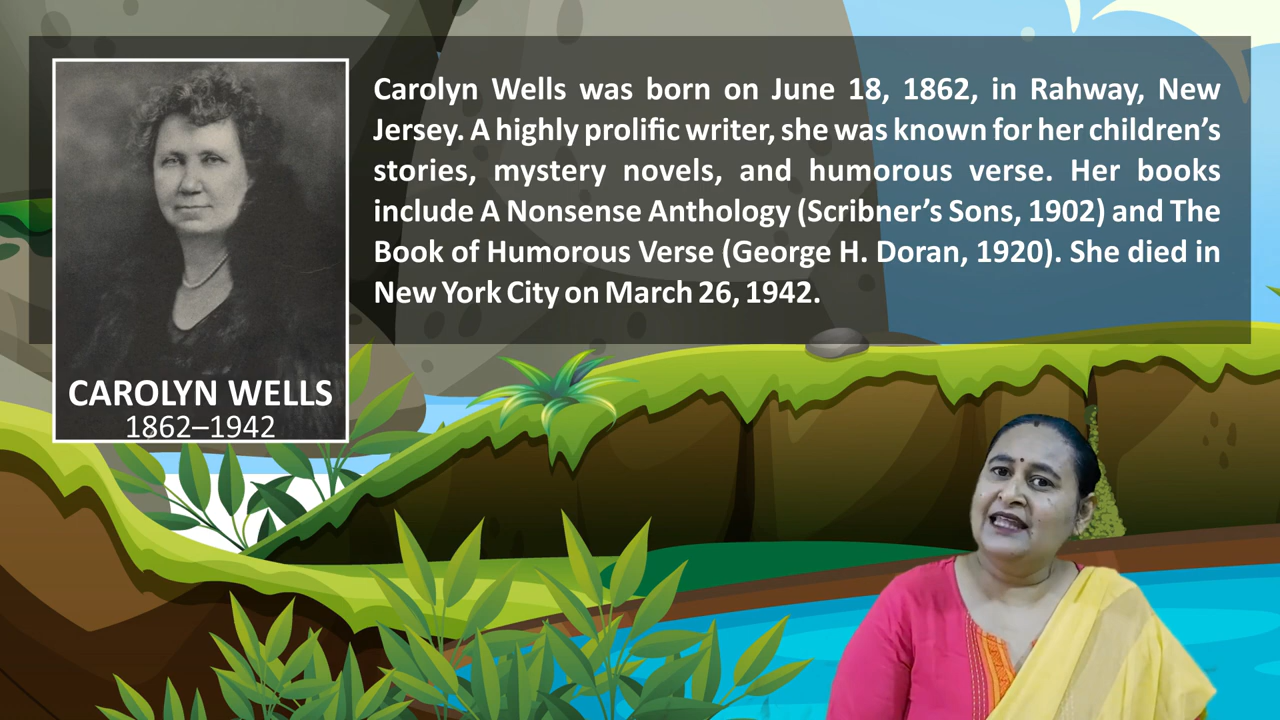 Carolyn Wells was born on June 18, 1862, in Rahway, New
Jersey. A highly prolific writer, she was known for her children’s
stories, mystery novels, and humorous verse. Her books
include A Nonsense Anthology (Scribner’s Sons, 1902) and The
Book of Humorous Verse (George H. Doran, 1920). She died in
New York City on March 26, 1942.
CAROLYN WELLS
1862–1942